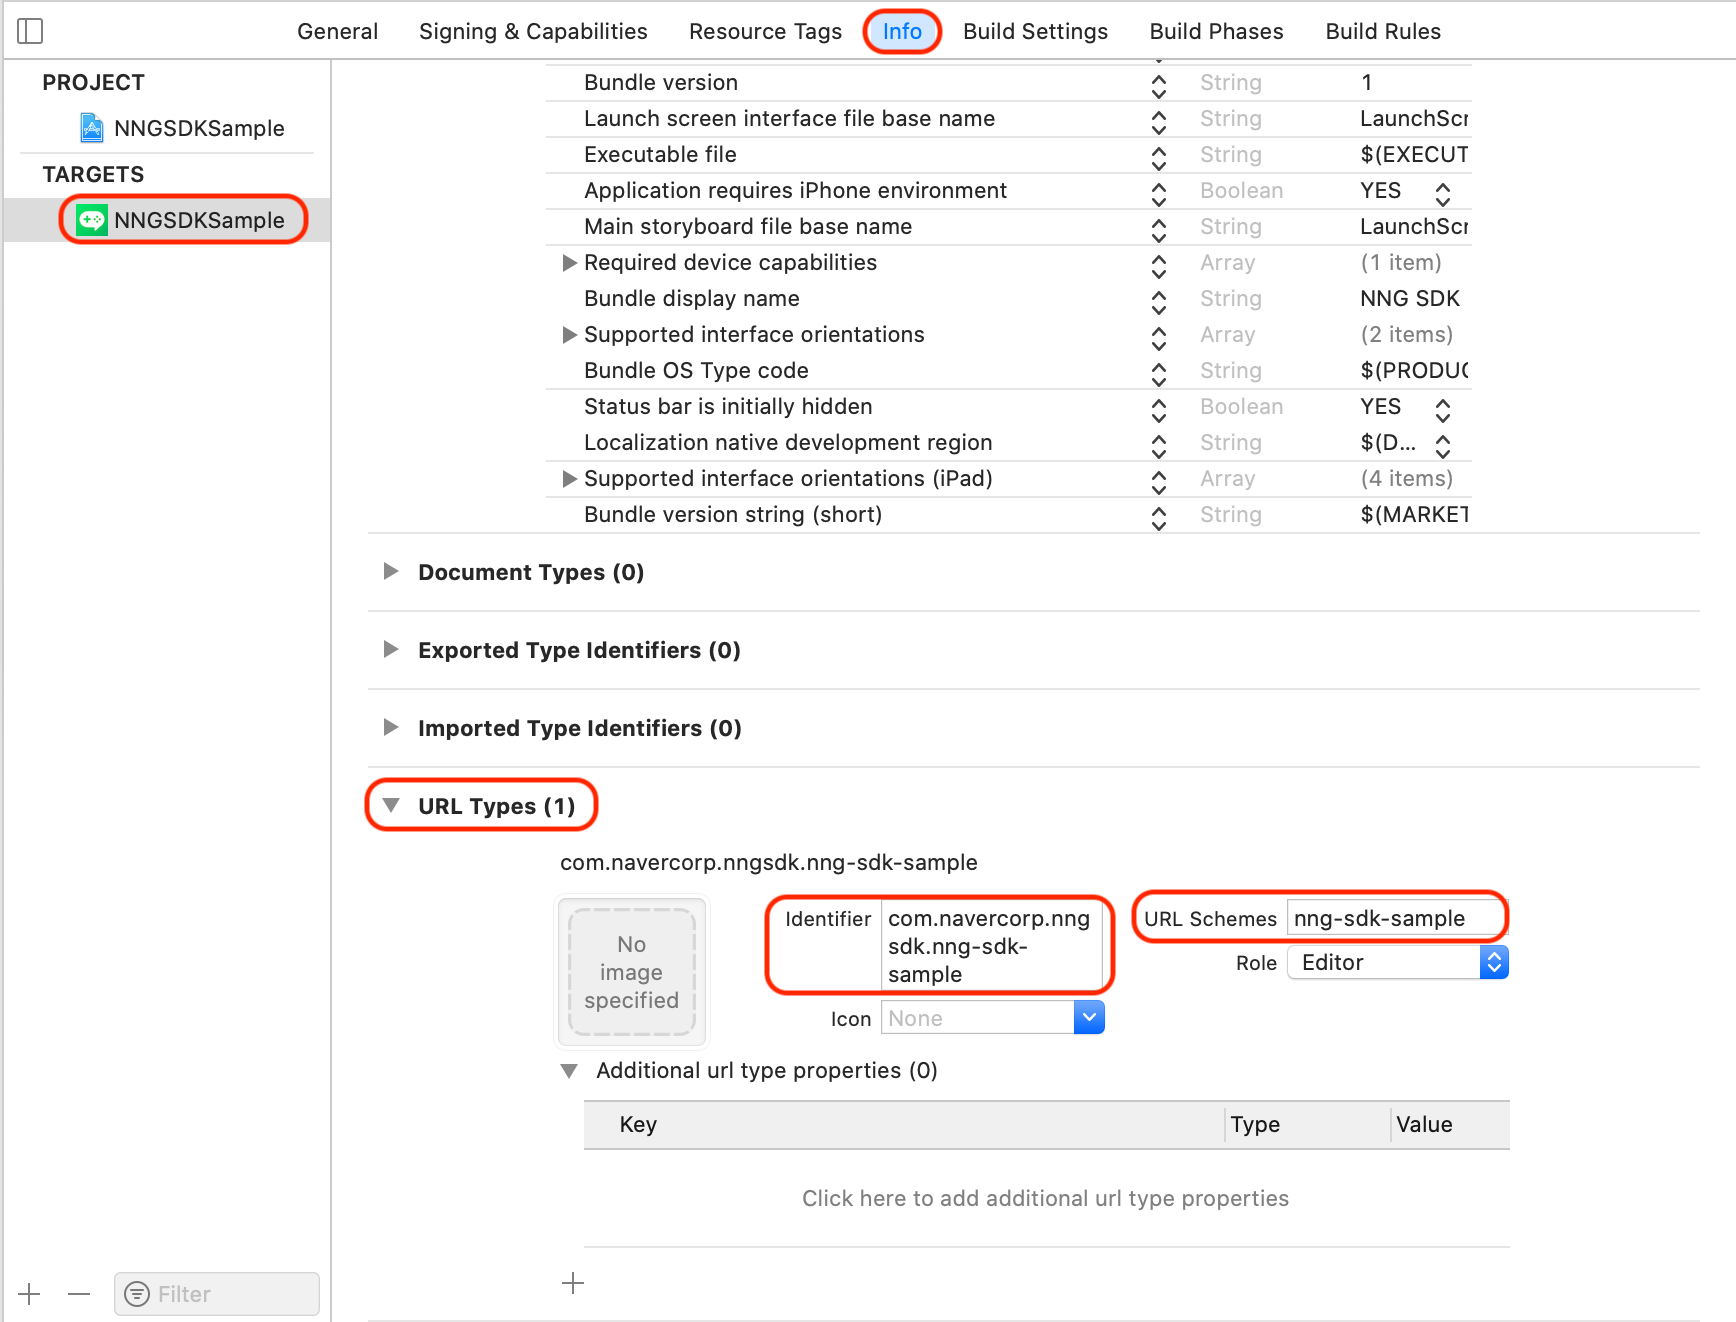 General Signing & Capabilities Resource Tags Info Build Settings Build Phases Build Rules
PROJECT
NNGSDKSample
TARGETS
NNGSDKSample
Filter
Bundle version String 1
Launch screen interface file base name String LaunchScr
Executable file String $(EXECUT
Application requires iPhone environment Boolean YES
Main storyboard file base name String LaunchScr
Required device capabilities Array (1 item)
Bundle display name String NNG SDK
Supported interface orientations Array (2 items)
Bundle OS Type code String $(PRODUC
Status bar is initially hidden Boolean YES
Localization native development region String $(D...
Supported interface orientations (iPad) Array (4 items)
Bundle version string (short) String $(MARKET
Document Types (0)
Exported Type Identifiers (0)
Imported Type Identifiers (0)
URL Types (1)
com.navercorp.nngsdk.nng-sdk-sample
No
image
specified
Identifier com.navercorp.nng
sdk.nng-sdk-
sample
Icon None
URL Schemes nng-sdk-sample
Role Editor
Additional url type properties (0)
Key Type Value
Click here to add additional url type properties